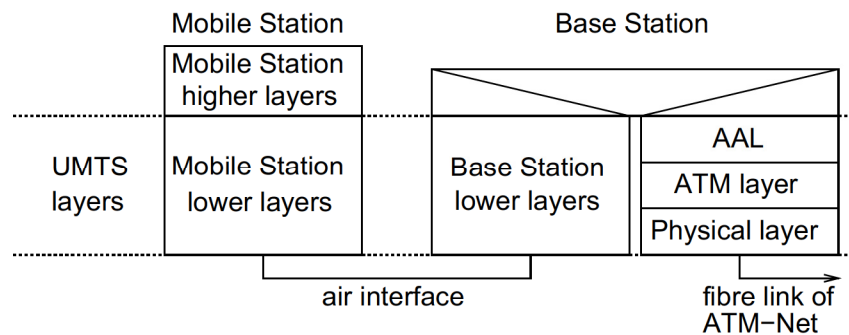 Mobile Station
Base Station
Mobile Station
higher layers
UMTS
layers
Mobile Station
lower layers
Base Station
lower layers
AAL
ATM layer
Physical layer
air interface
fibre link of
ATM−Net